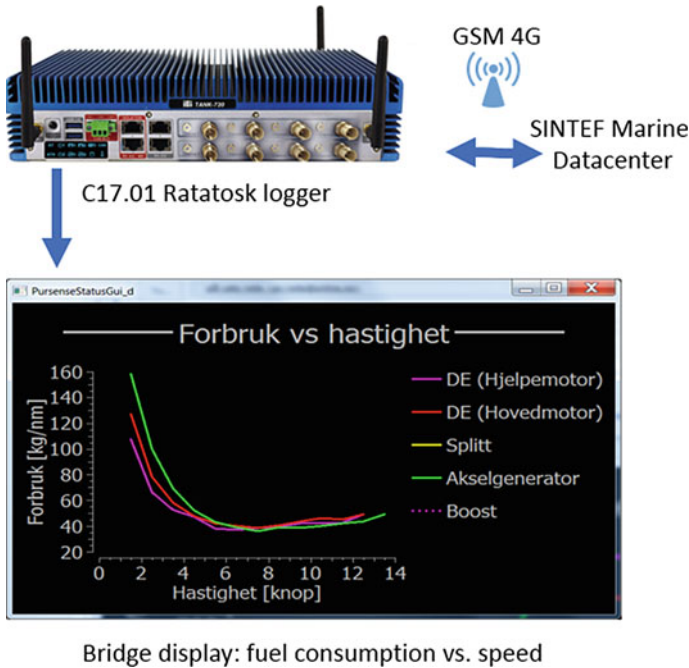 GSM 4G
TANK-720
SINTEF Marine
Datacenter
C17.01 Ratatosk logger
PursenseStatusGui_d
Forbruk vs hastighet
160
140
120
100
80
60
40
20
Forbruk [kg/nm]
0 2 4 6 8 10 12 14
Hastighet [knop]
DE (Hjelpemotor)
DE (Hovedmotor)
Splitt
Akselgenerator
Boost
Bridge display: fuel consumption vs. speed